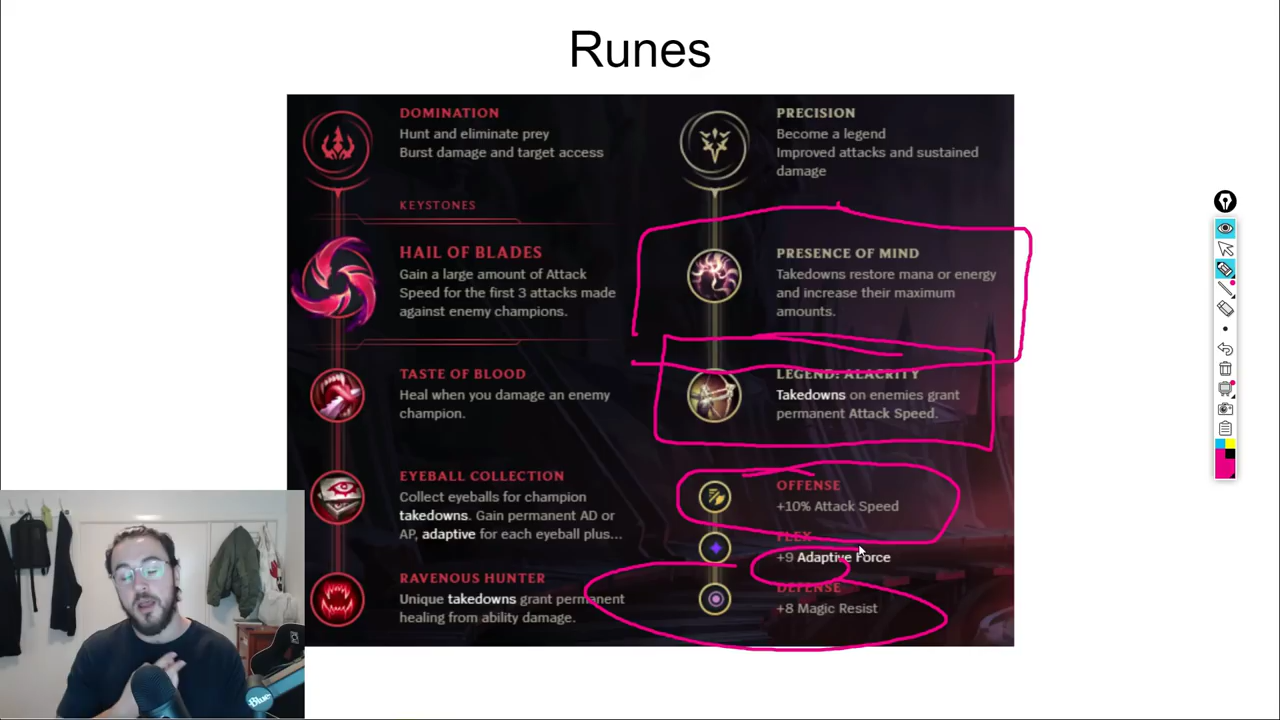 Runes
DOMINATION
Hunt and eliminate prey
Burst damage and target access
KEYSTONES
HAIL OF BLADES
Gain a large amount of Attack
Speed for the first 3 attacks made
against enemy champions.
TASTE OF BLOOD
Heal when you damage an enemy
champion.
EYEBALL COLLECTION
Collect eyeballs for champion
takedowns. Gain permanent AD or
AP, adaptive for each eyeball plus...
RAVENOUS HUNTER
Unique takedowns grant permanent
healing from ability damage.
PRECISION
Become a legend
Improved attacks and sustained
damage
PRESENCE OF MIND
Takedowns restore mana or energy
and increase their maximum
amounts.
LEGEND: ALACRITY
Takedowns on enemies grant
permanent Attack Speed.
OFFENSE
+10% Attack Speed
FLEX
+9 Adaptive Force
DEFENSE
+8 Magic Resist
Blue